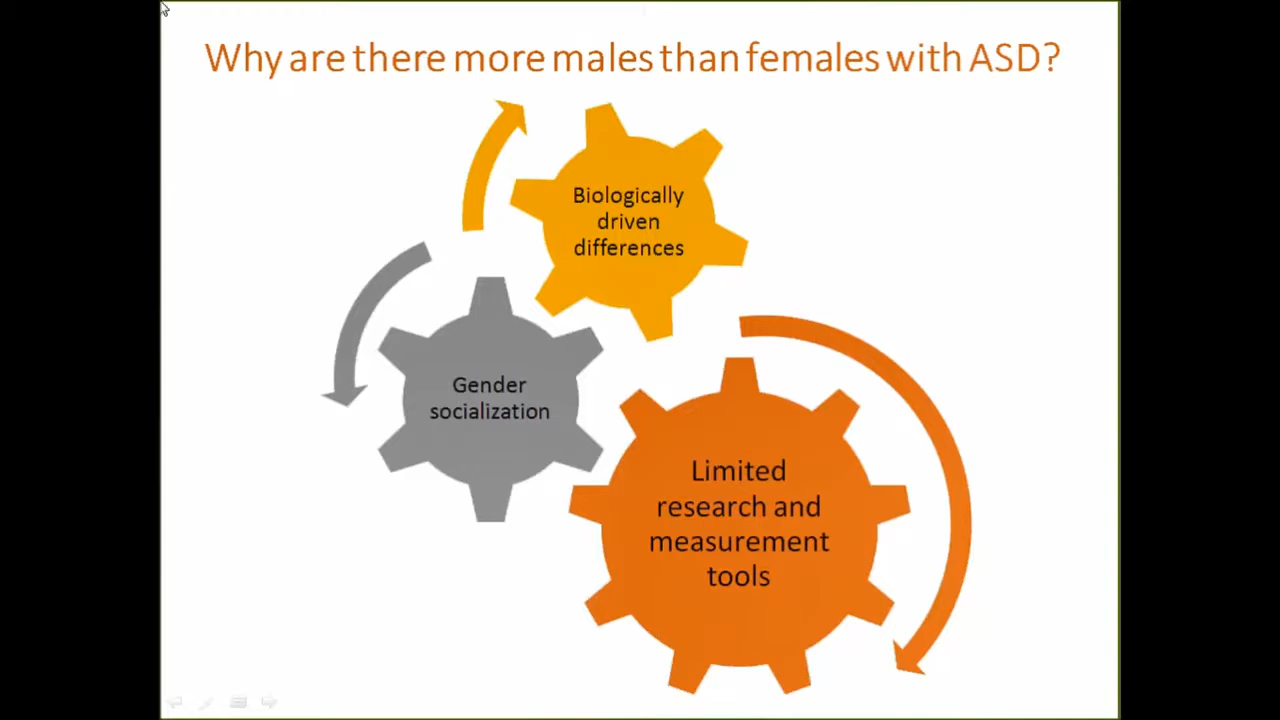 Why are there more males than females with ASD?
Biologically
driven
differences
Gender
socialization
Limited
research and
measurement
tools